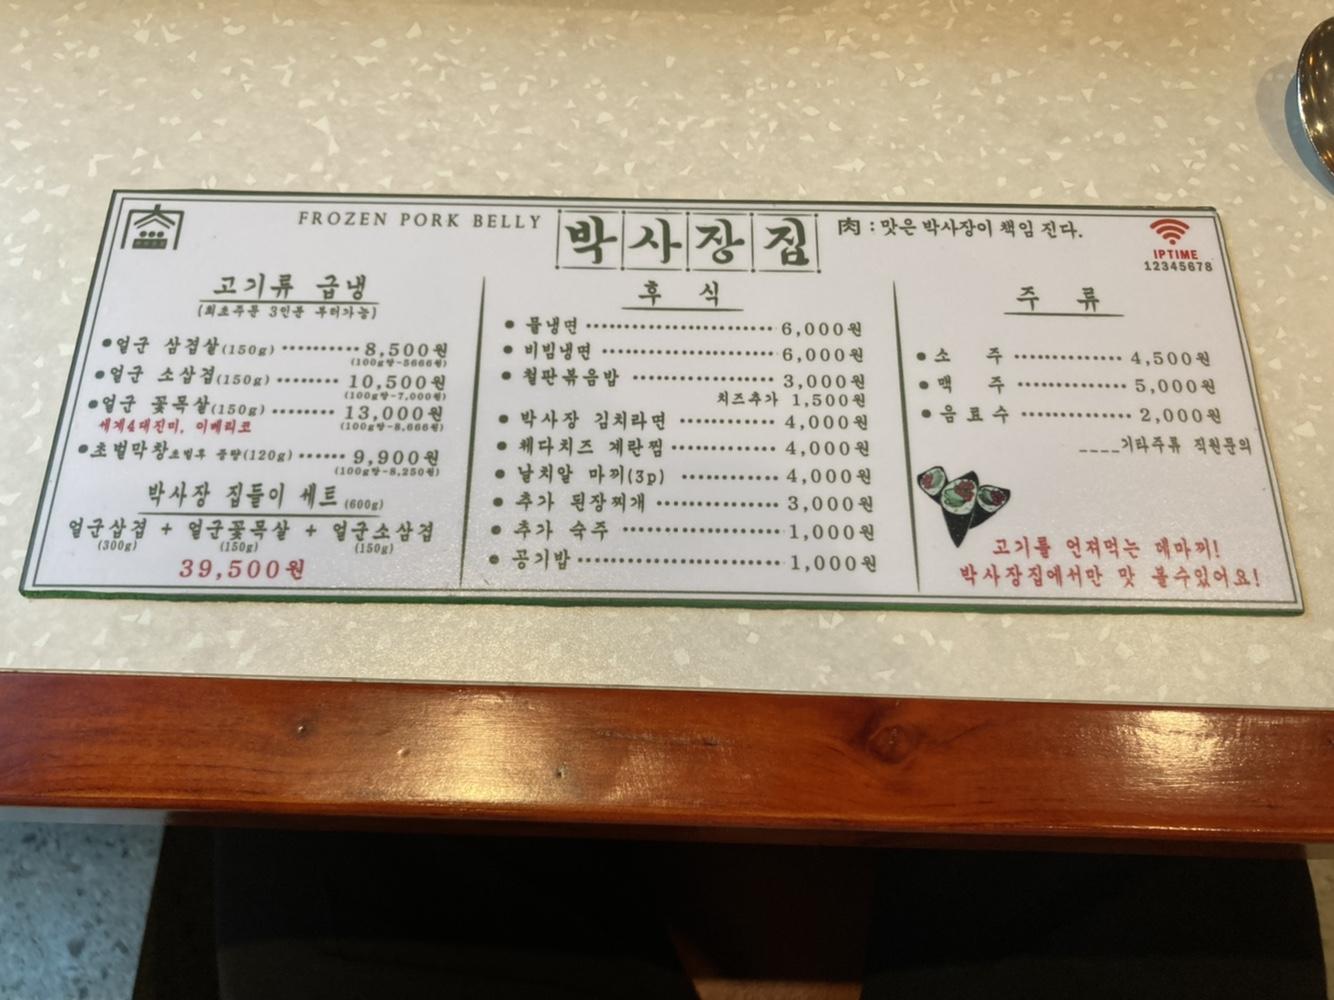 FROZEN PORK BELLY
박사장집
肉 : 맛은 박사장이 책임 진다.
IPTIME
12345678
고기류 급냉
(최초주문 3인분 부터가능)
●얼군 삼겹살(150g) ·········· 8,500원
(100g당-5666원)
●얼군 소삼겹(150g) ········ 10,500원
(100g당-7,000원)
●얼군 꽃목살(150g) ········ 13,000원
세계4대진미, 이베리코
(100g당-8,666원)
●초벌막창초벌후 중량(120g) ······ 9,900원
(100g당-8,250원)
박사장 집들이 세트 (600g)
얼군삼겹 + 얼군꽃목살 + 얼군소삼겹
(300g) (150g) (150g)
39,500원
후 식
● 물냉면 ························ 6,000원
● 비빔냉면 ······················ 6,000원
● 철판볶음밥 ·················· 3,000원
치즈추가 1,500원
● 박사장 김치라면 ············ 4,000원
● 체다치즈 계란찜 ············ 4,000원
● 날치알 마끼(3p) ············ 4,000원
● 추가 된장찌개 ·············· 3,000원
● 추가 숙주 ···················· 1,000원
● 공기밥 ························ 1,000원
주 류
● 소 주 ·············· 4,500원
● 맥 주 ·············· 5,000원
● 음료수 ·············· 2,000원
____기타주류 직원문의
고기를 얹져먹는 데마끼!
박사장집에서만 맛 볼수있어요!